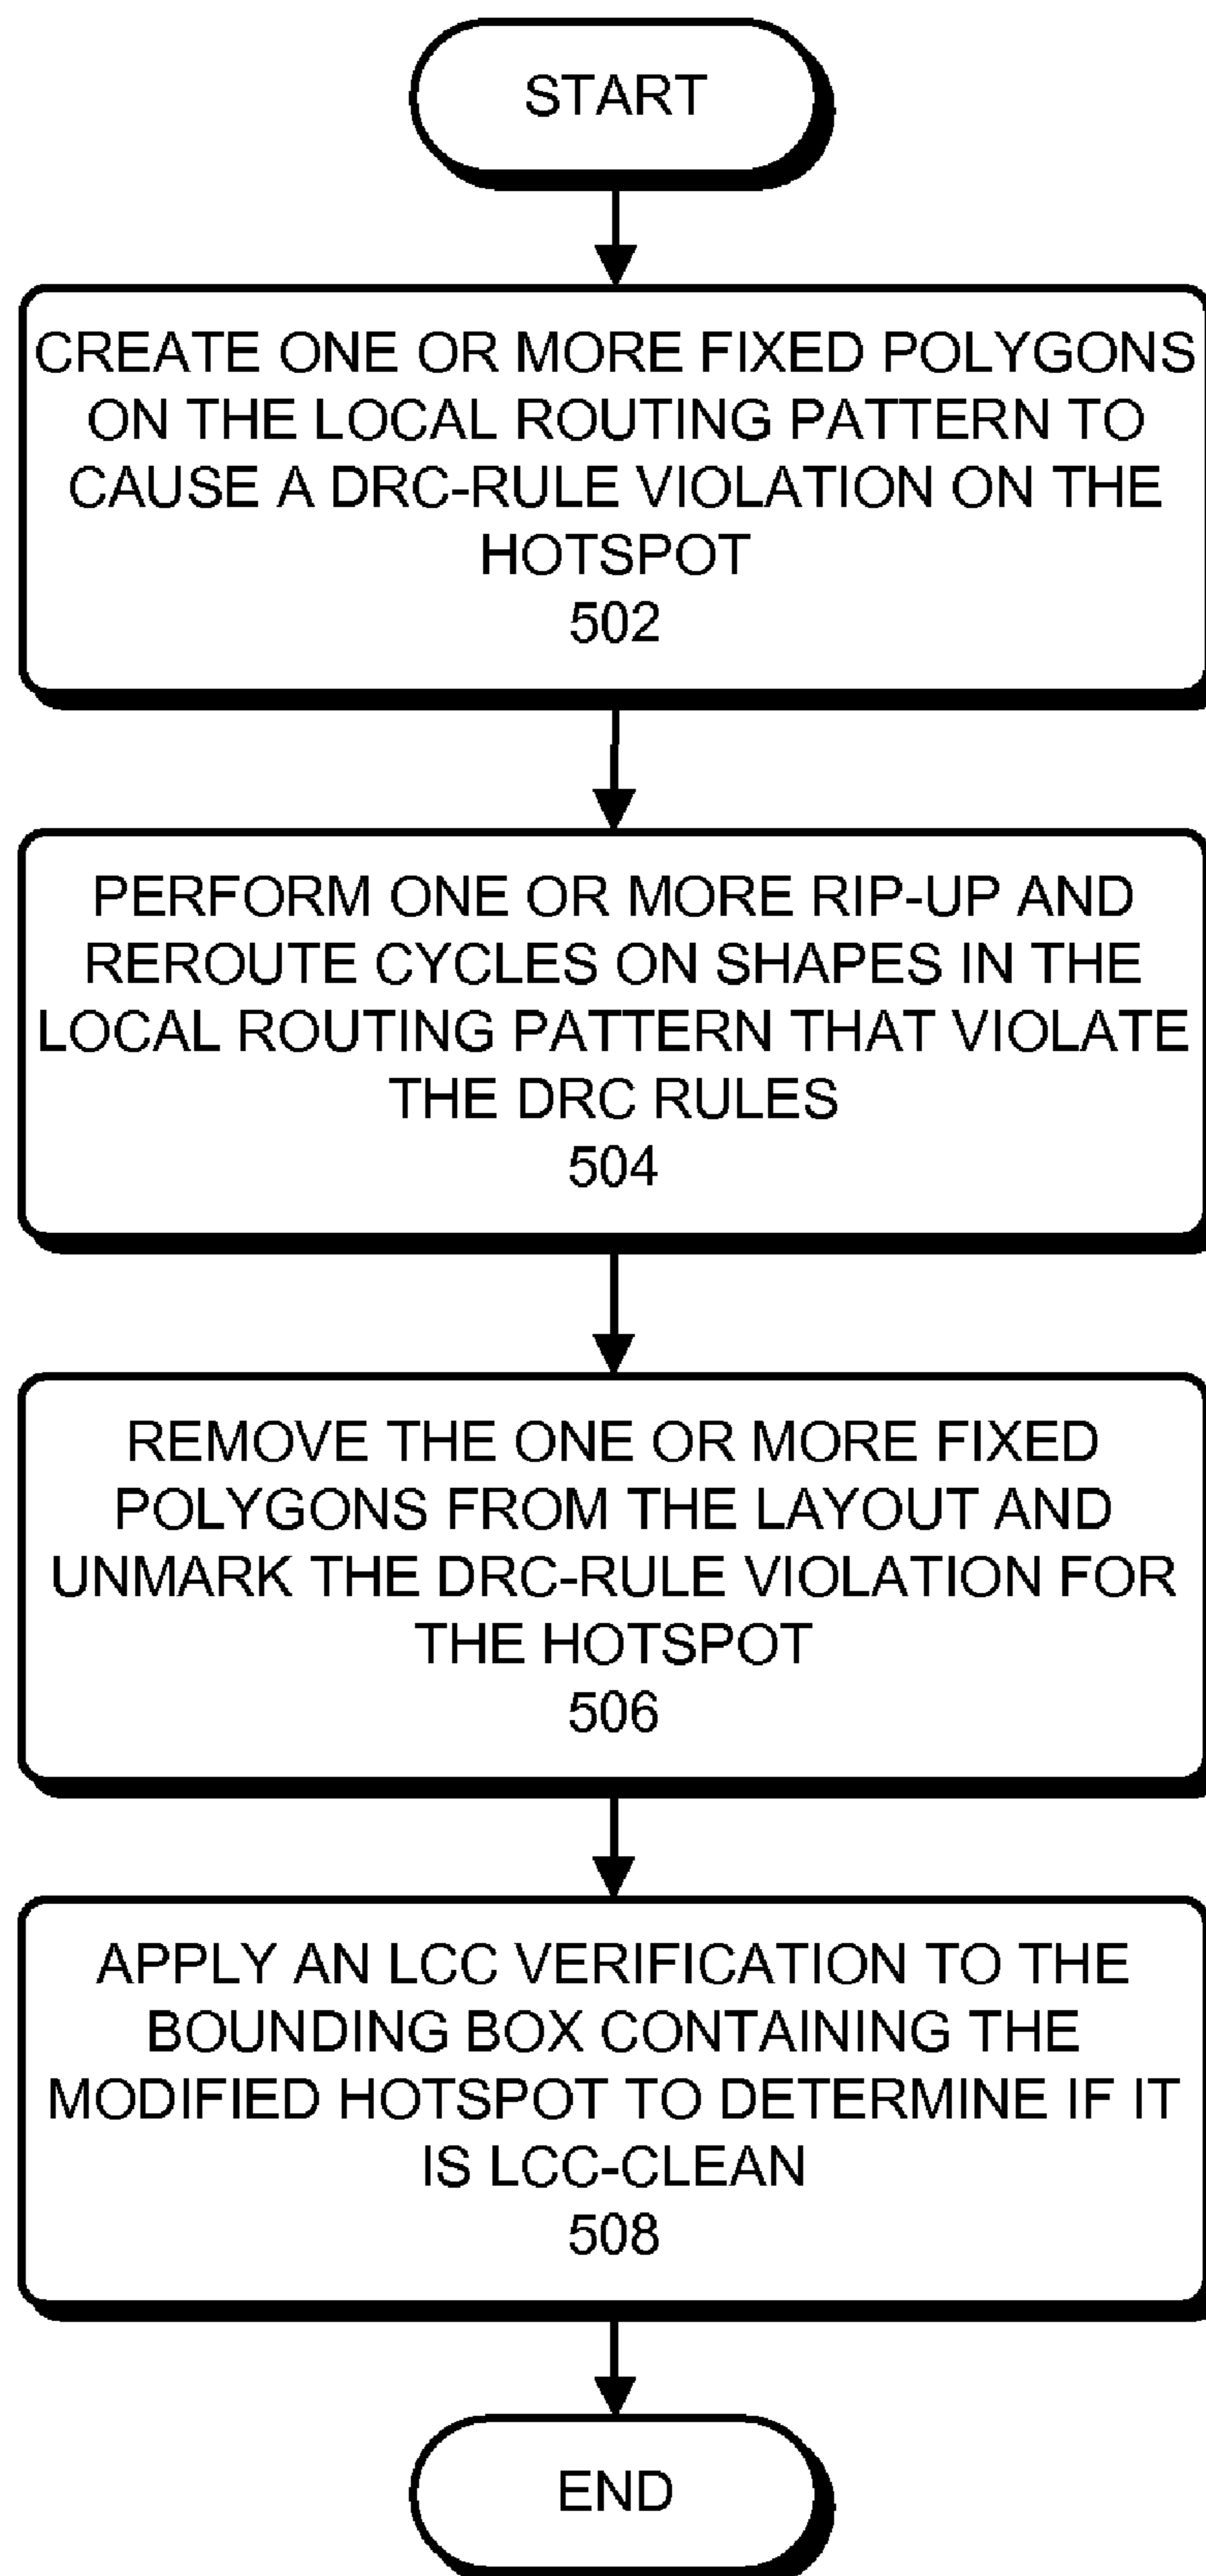 START
CREATE ONE OR MORE FIXED POLYGONS
ON THE LOCAL ROUTING PATTERN TO
CAUSE A DRC-RULE VIOLATION ON THE
HOTSPOT
502
PERFORM ONE OR MORE RIP-UP AND
REROUTE CYCLES ON SHAPES IN THE
LOCAL ROUTING PATTERN THAT VIOLATE
THE DRC RULES
504
REMOVE THE ONE OR MORE FIXED
POLYGONS FROM THE LAYOUT AND
UNMARK THE DRC-RULE VIOLATION FOR
THE HOTSPOT
506
APPLY AN LCC VERIFICATION TO THE
BOUNDING BOX CONTAINING THE
MODIFIED HOTSPOT TO DETERMINE IF IT
IS LCC-CLEAN
508
END